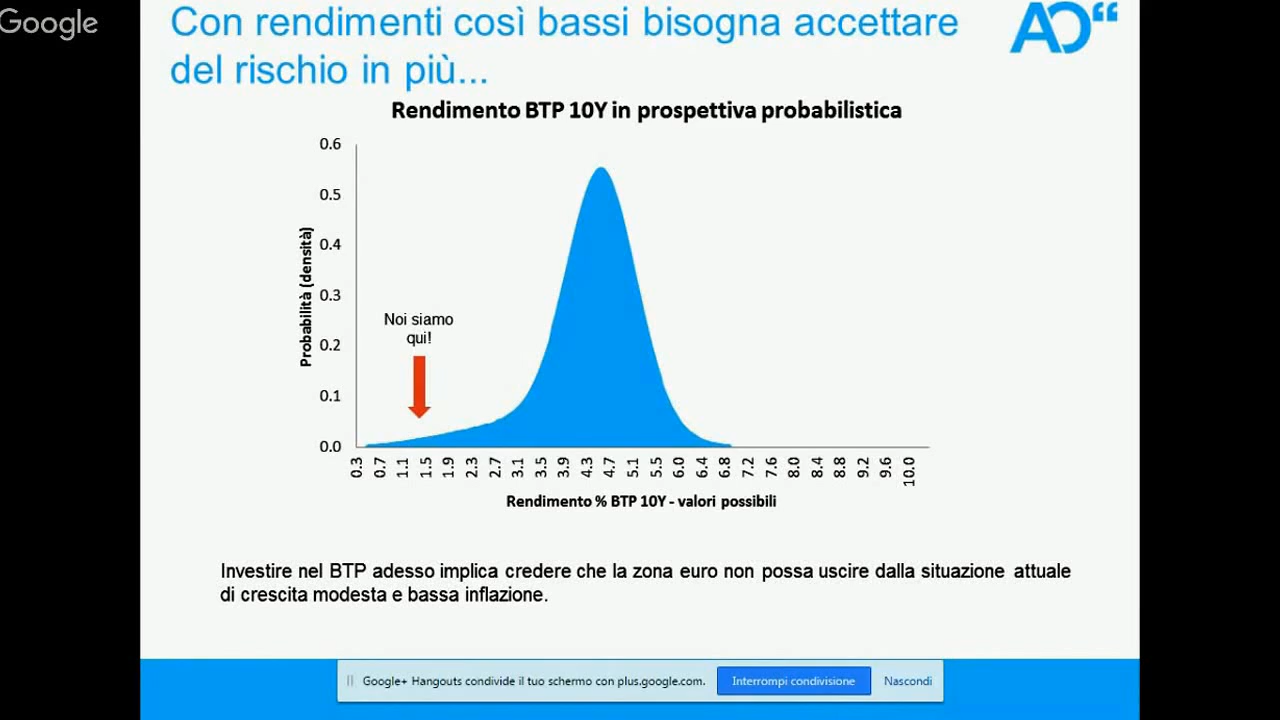 Google
Con rendimenti così bassi bisogna accettare
del rischio in più...
AO“
Rendimento BTP 10Y in prospettiva probabilistica
0.6
0.5
0.4
0.3
0.2
0.1
0.0
Probabilità (densità)
Noi siamo
qui!
0.3 0.7 1.1 1.5 1.9 2.3 2.7 3.1 3.5 3.9 4.3 4.7 5.1 5.5 6.0 6.4 6.8 7.2 7.6 8.0 8.4 8.8 9.2 9.6 10.0
Rendimento % BTP 10Y - valori possibili
Investire nel BTP adesso implica credere che la zona euro non possa uscire dalla situazione attuale
di crescita modesta e bassa inflazione.
Google+ Hangouts condivide il tuo schermo con plus.google.com. Interrompi condivisione Nascondi